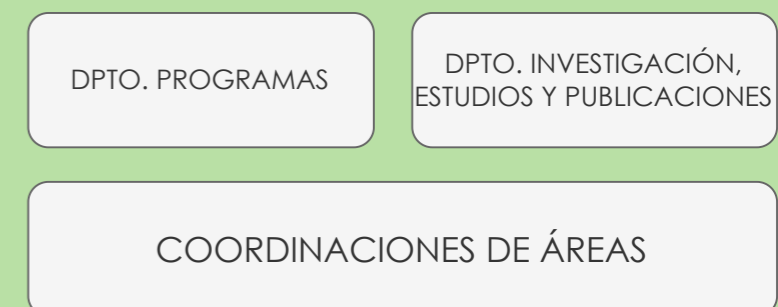 DPTO. PROGRAMAS
DPTO. INVESTIGACIÓN,
ESTUDIOS Y PUBLICACIONES
COORDINACIONES DE ÁREAS